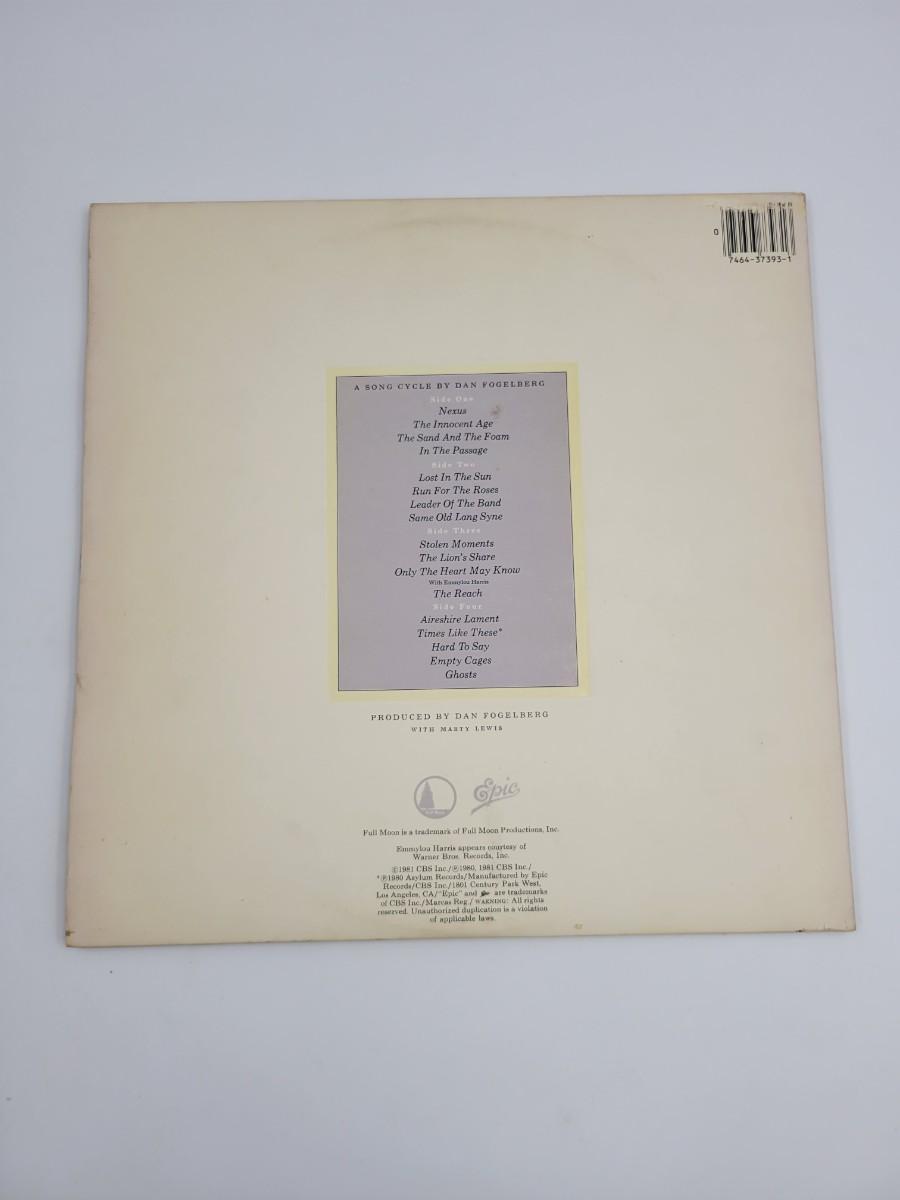 0
7464-37393-1
A SONG CYCLE BY DAN FOGELBERG
Side One
Nexus
The Innocent Age
The Sand And The Foam
In The Passage
Side Two
Lost In The Sun
Run For The Roses
Leader Of The Band
Same Old Lang Syne
Side Three
Stolen Moments
The Lion's Share
Only The Heart May Know
With Emmylou Harris
The Reach
Side Four
Aireshire Lament
Times Like These*
Hard To Say
Empty Cages
Ghosts
PRODUCED BY DAN FOGELBERG
WITH MARTY LEWIS
Epic
Full Moon is a trademark of Full Moon Productions, Inc.
Emmylou Harris appears courtesy of
Warner Bros. Records, Inc.
©1981 CBS Inc./℗1980, 1981 CBS Inc./
*℗1980 Asylum Records/Manufactured by Epic
Records/CBS Inc./1801 Century Park West,
Los Angeles, CA/"Epic" and are trademarks
of CBS Inc./Marcas Reg./WARNING: All rights
reserved. Unauthorized duplication is a violation
of applicable laws.